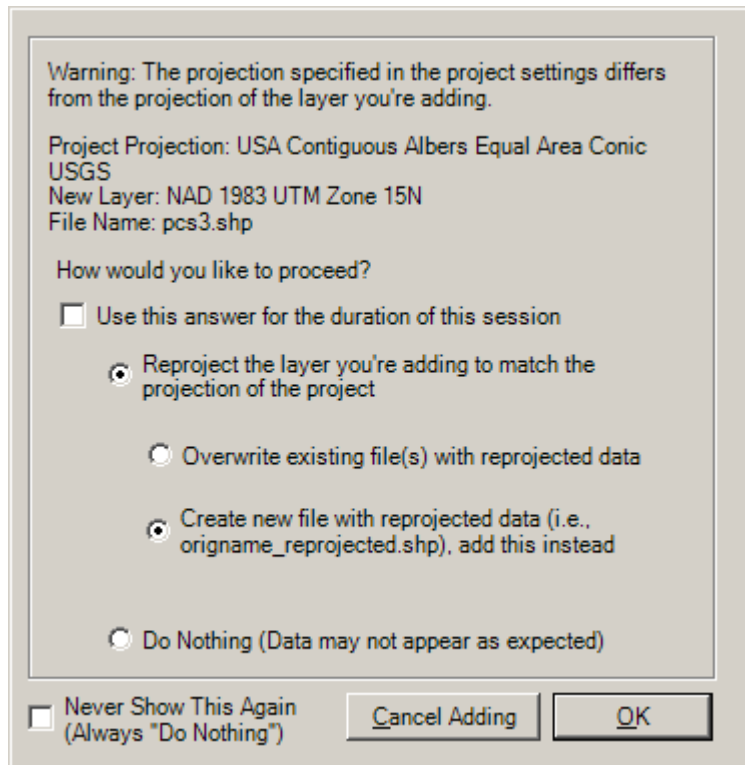 Warning: The projection specified in the project settings differs
from the projection of the layer you're adding.
Project Projection: USA Contiguous Albers Equal Area Conic
USGS
New Layer: NAD 1983 UTM Zone 15N
File Name: pcs3.shp
How would you like to proceed?
Use this answer for the duration of this session
Reproject the layer you're adding to match the
projection of the project
Overwrite existing file(s) with reprojected data
Create new file with reprojected data (i.e.,
origname_reprojected.shp), add this instead
Do Nothing (Data may not appear as expected)
Never Show This Again
(Always "Do Nothing")
Cancel Adding
OK